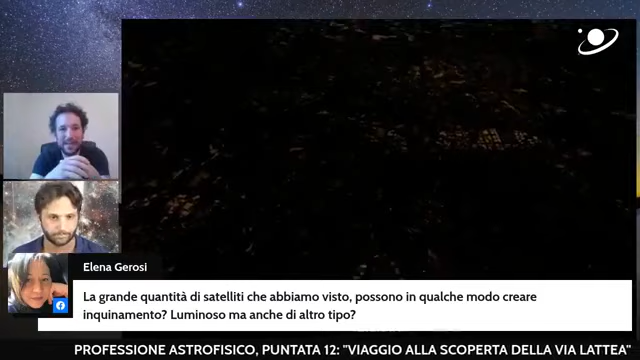 Elena Gerosi
La grande quantità di satelliti che abbiamo visto, possono in qualche modo creare
inquinamento? Luminoso ma anche di altro tipo?
PROFESSIONE ASTROFISICO, PUNTATA 12: "VIAGGIO ALLA SCOPERTA DELLA VIA LATTEA"